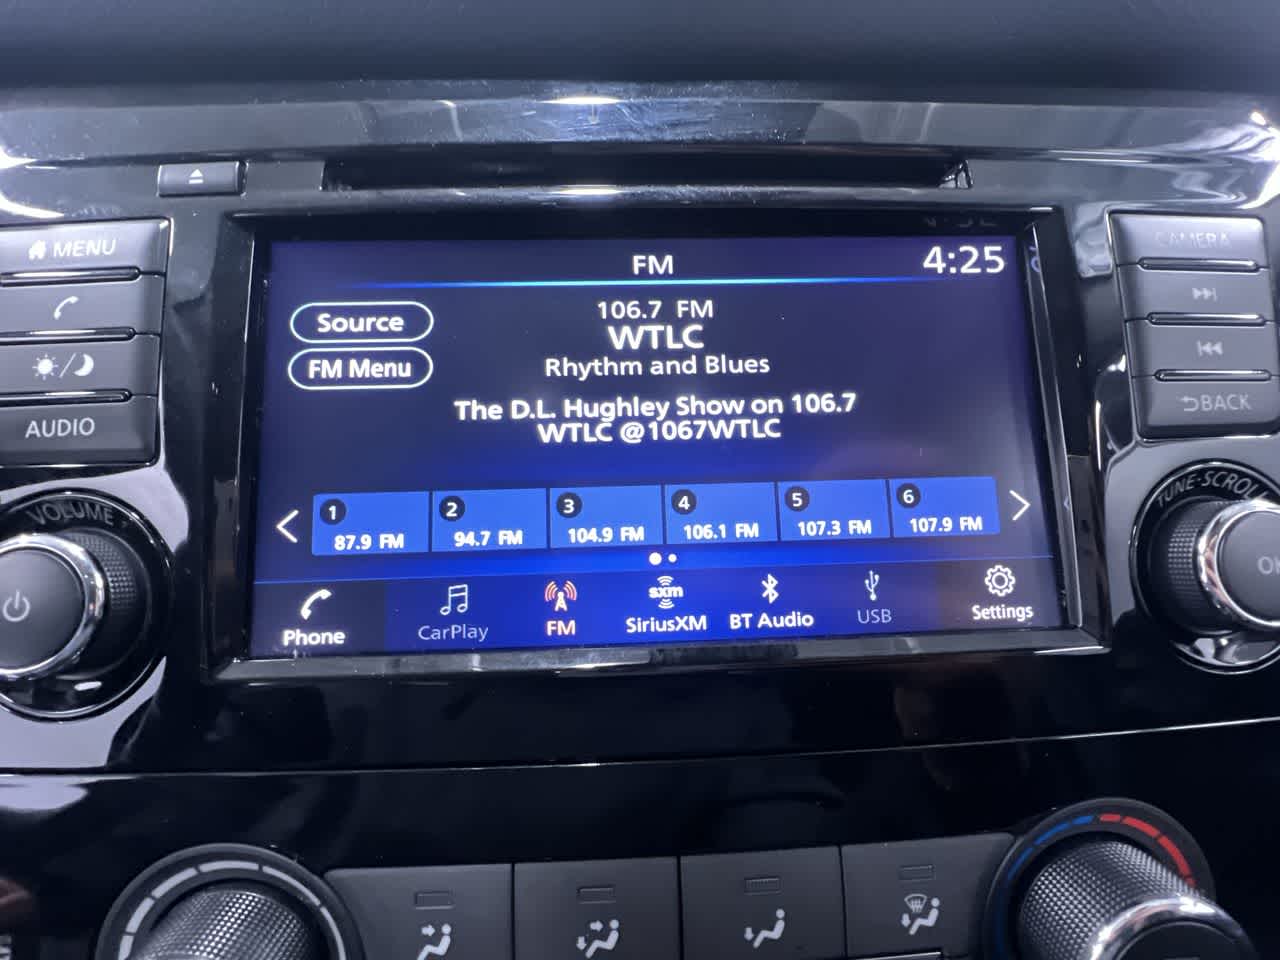 MENU
AUDIO
VOLUME
FM
4:25
Source
FM Menu
106.7 FM
WTLC
Rhythm and Blues
The D.L. Hughley Show on 106.7
WTLC @1067WTLC
1
87.9 FM
2
94.7 FM
3
104.9 FM
4
106.1 FM
5
107.3 FM
6
107.9 FM
Phone
CarPlay
FM
sxm
SiriusXM
BT Audio
USB
Settings
CAMERA
BACK
TUNE·SCROLL